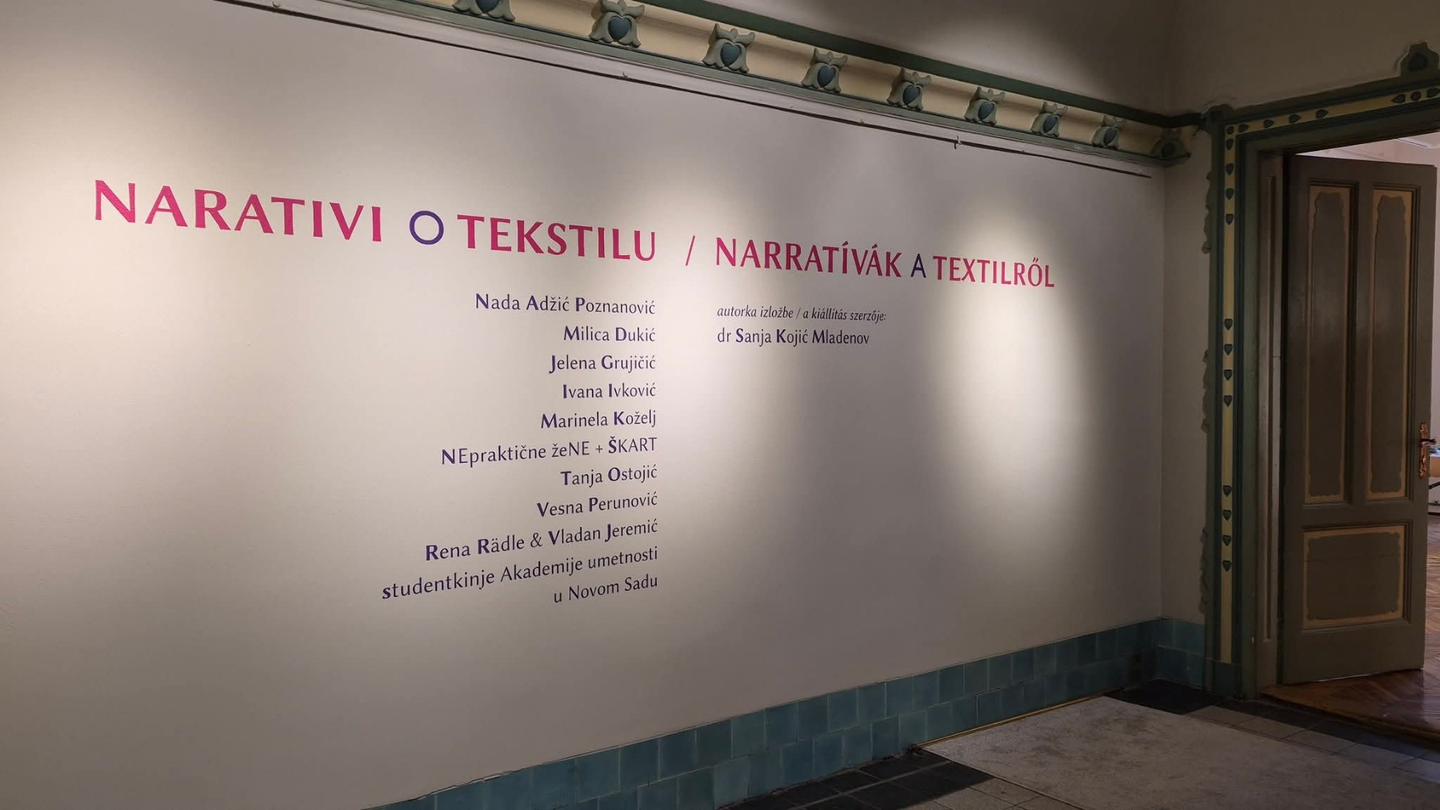 NARATIVI O TEKSTILU / NARRATÍVÁK A TEXTILRŐL
Nada Adžić Poznanović
Milica Dukić
Jelena Grujičić
Ivana Ivković
Marinela Koželj
NEpraktične žeNE + ŠKART
Tanja Ostojić
Vesna Perunović
Rena Rädle & Vladan Jeremić
studentkinje Akademije umetnosti
u Novom Sadu
autorka izložbe / a kiállítás szerzője:
dr Sanja Kojić Mladenov